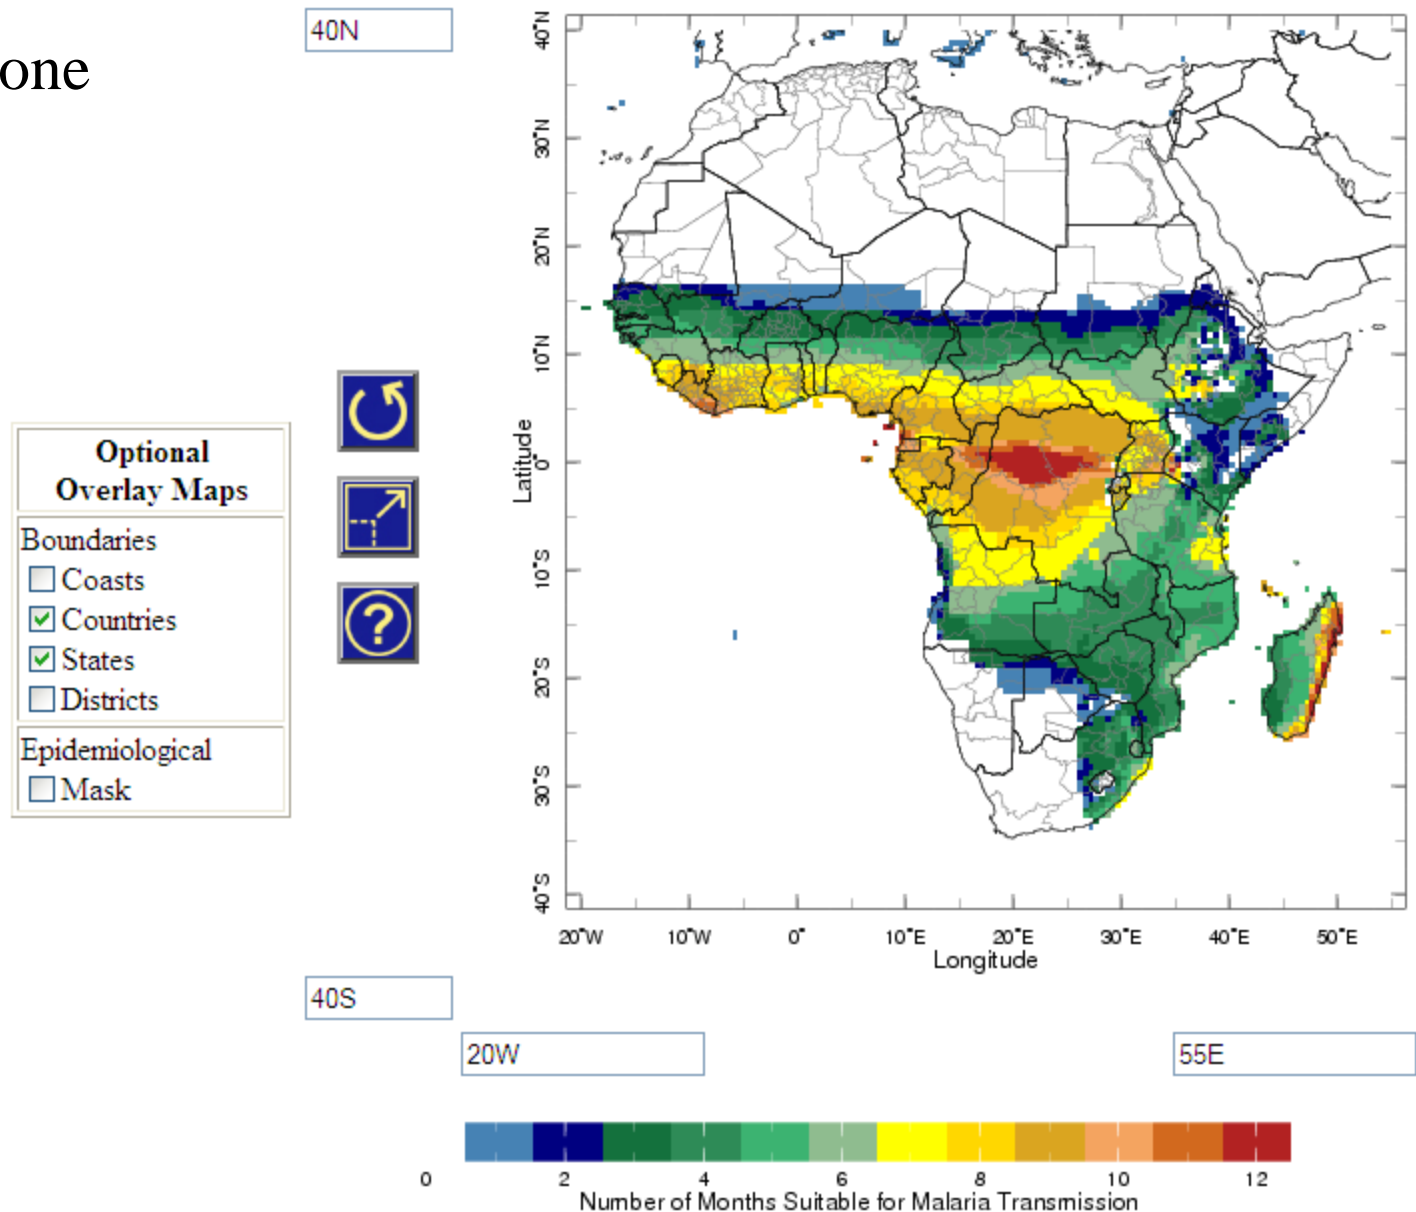 one
40N
Optional
Overlay Maps
Boundaries
Coasts
Countries
States
Districts
Epidemiological
Mask
?
Latitude
40°N
30°N
20°N
10°N
0°
10°S
20°S
30°S
40°S
20°W 10°W 0° 10°E 20°E 30°E 40°E 50°E
Longitude
40S
20W
55E
0 2 4 6 8 10 12
Number of Months Suitable for Malaria Transmission